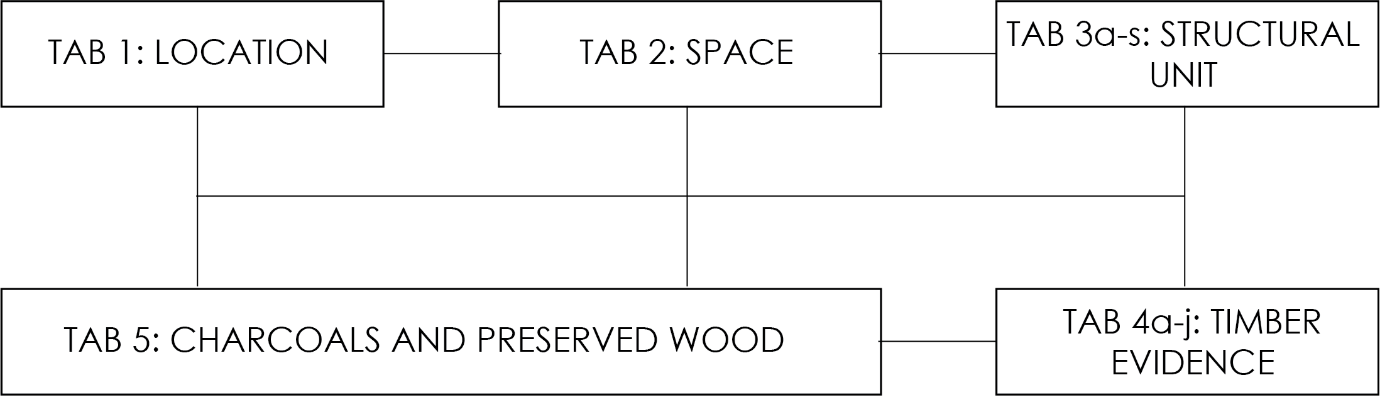 TAB 1: LOCATION
TAB 2: SPACE
TAB 3a-s: STRUCTURAL
UNIT
TAB 5: CHARCOALS AND PRESERVED WOOD
TAB 4a-j: TIMBER
EVIDENCE